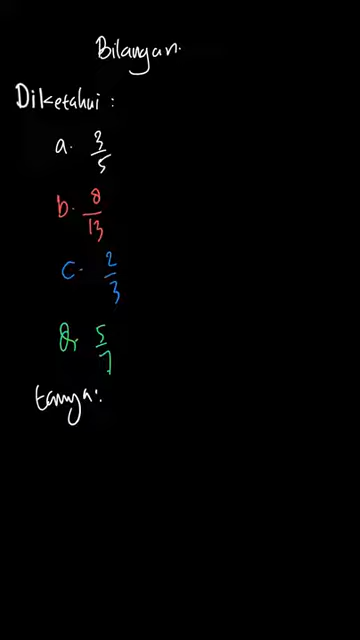 Bilangan.
Diketahui :
a. 3/5
b. 8/13
c. 2/3
d. 5/7
tanya: